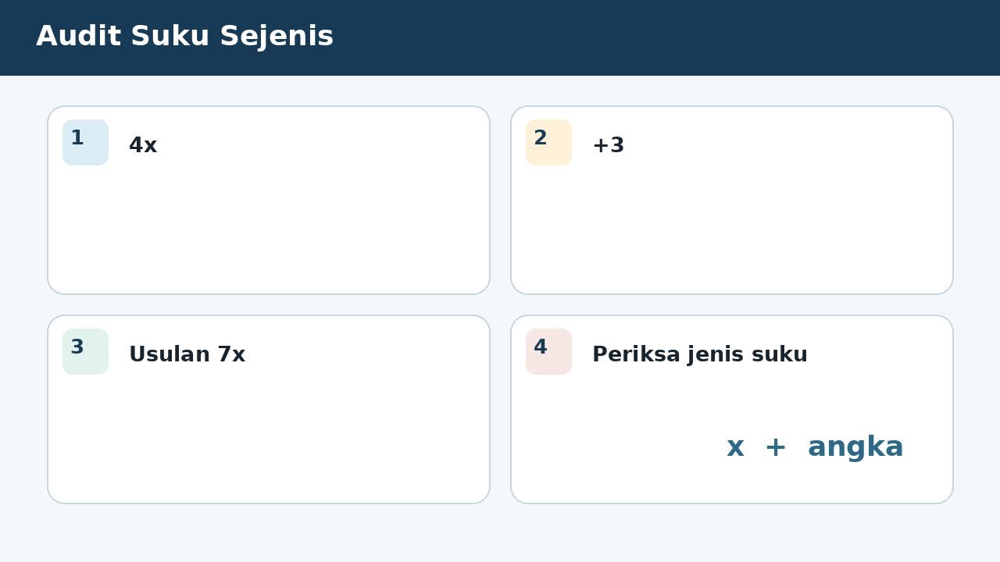 Audit Suku Sejenis
1
4x
2
+3
3
Usulan 7x
4
Periksa jenis suku
x + angka